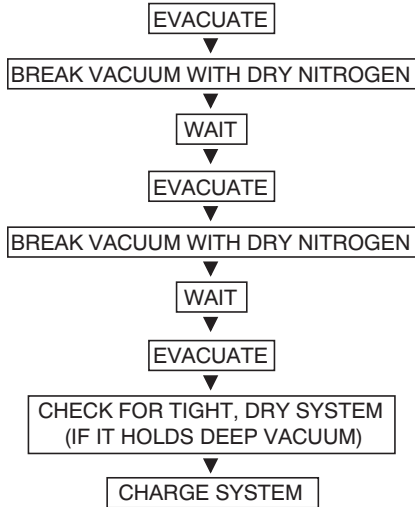 EVACUATE
BREAK VACUUM WITH DRY NITROGEN
WAIT
EVACUATE
BREAK VACUUM WITH DRY NITROGEN
WAIT
EVACUATE
CHECK FOR TIGHT, DRY SYSTEM
(IF IT HOLDS DEEP VACUUM)
CHARGE SYSTEM